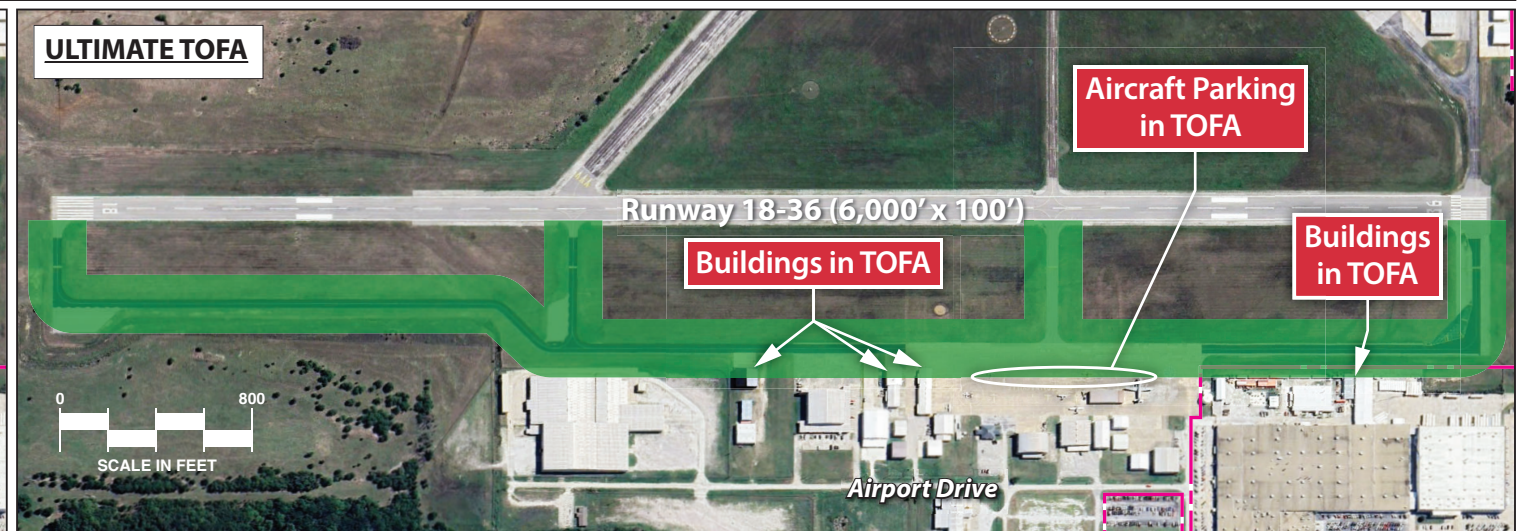 ULTIMATE TOFA
Aircraft Parking
in TOFA
18
Runway 18-36 (6,000' x 100')
Buildings in TOFA
Buildings
in TOFA
0 800
SCALE IN FEET
Airport Drive